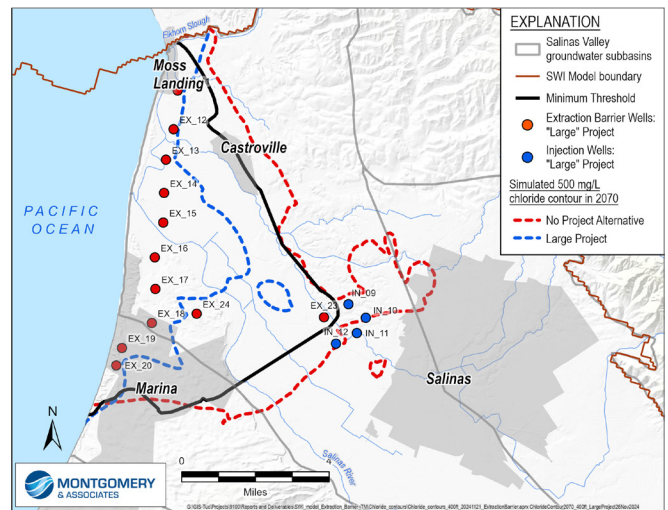 Elkhorn Slough
Moss
Landing
EX_12
Castroville
EX_13
EX_14
EX_15
PACIFIC
OCEAN
EX_16
EX_17
EX_18
EX_24
EX_23
IN_09
IN_10
IN_11
IN_12
EX_19
EX_20
Marina
Salinas
N
Salinas River
0
4
Miles
EXPLANATION
Salinas Valley
groundwater subbasins
SWI Model boundary
Minimum Threshold
Extraction Barrier Wells:
"Large" Project
Injection Wells:
"Large" Project
Simulated 500 mg/L
chloride contour in 2070
No Project Alternative
Large Project
MONTGOMERY
& ASSOCIATES